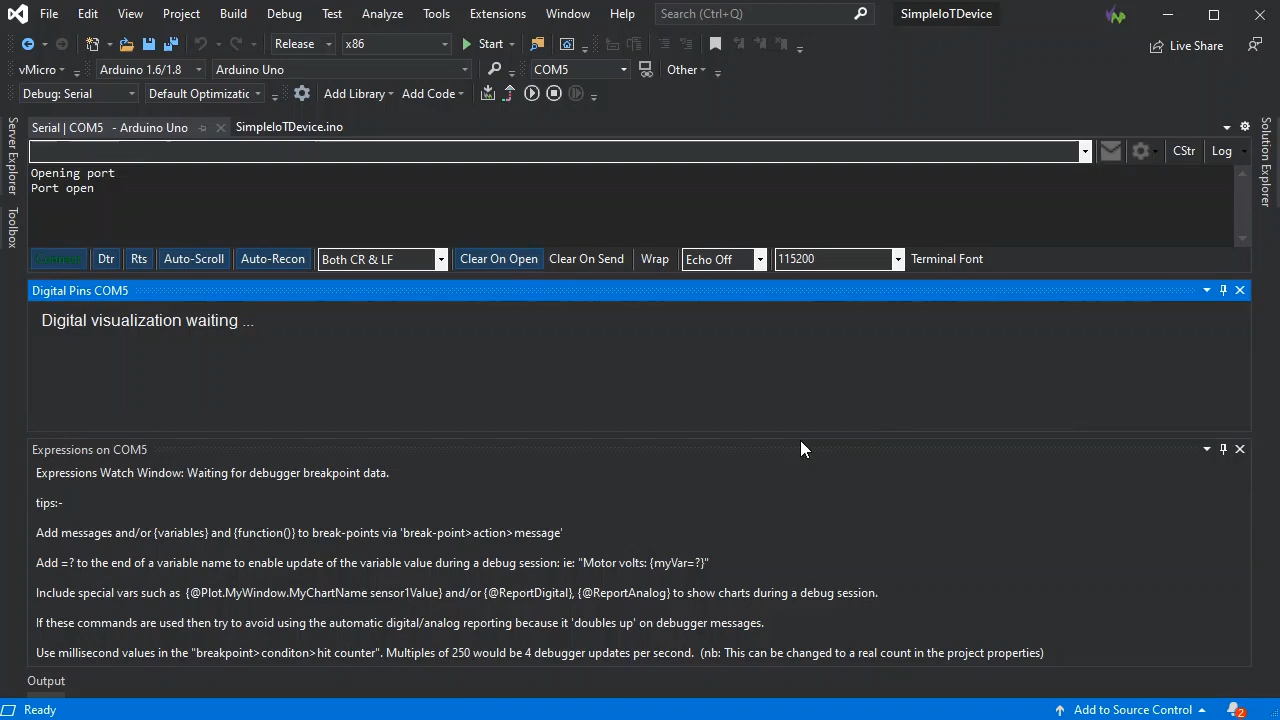 File Edit View Project Build Debug Test Analyze Tools Extensions Window Help Search (Ctrl+Q) SimpleIoTDevice
Release x86 Start Live Share
vMicro Arduino 1.6/1.8 Arduino Uno COM5 Other
Debug: Serial Default Optimizatic Add Library Add Code
Server Explorer
Toolbox
Solution Explorer
Serial | COM5 - Arduino Uno SimpleIoTDevice.ino
CStr Log
Opening port
Port open
Connect Dtr Rts Auto-Scroll Auto-Recon Both CR & LF Clear On Open Clear On Send Wrap Echo Off 115200 Terminal Font
Digital Pins COM5
Digital visualization waiting ...
Expressions on COM5
Expressions Watch Window: Waiting for debugger breakpoint data.
tips:-
Add messages and/or {variables} and {function()} to break-points via 'break-point>action>message'
Add =? to the end of a variable name to enable update of the variable value during a debug session: ie: "Motor volts: {myVar=?}"
Include special vars such as {@Plot.MyWindow.MyChartName sensor1Value} and/or {@ReportDigital}, {@ReportAnalog} to show charts during a debug session.
If these commands are used then try to avoid using the automatic digital/analog reporting because it 'doubles up' on debugger messages.
Use millisecond values in the "breakpoint>conditon>hit counter". Multiples of 250 would be 4 debugger updates per second. (nb: This can be changed to a real count in the project properties)
Output
Ready Add to Source Control 2